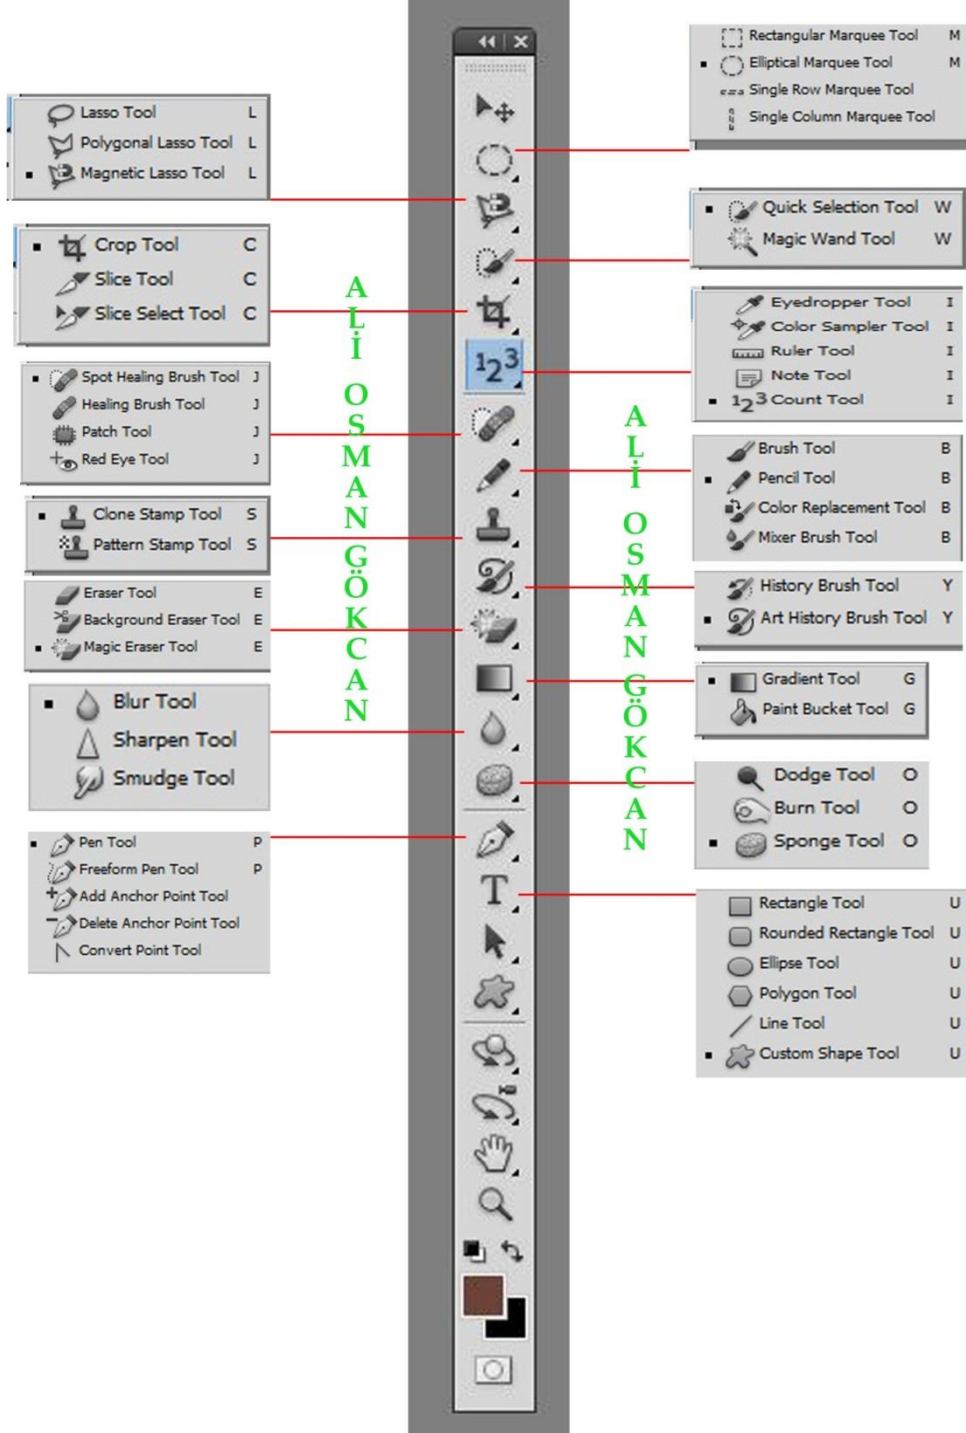 Lasso Tool L
Polygonal Lasso Tool L
Magnetic Lasso Tool L
Crop Tool C
Slice Tool C
Slice Select Tool C
Spot Healing Brush Tool J
Healing Brush Tool J
Patch Tool J
Red Eye Tool J
Clone Stamp Tool S
Pattern Stamp Tool S
Eraser Tool E
Background Eraser Tool E
Magic Eraser Tool E
Blur Tool
Sharpen Tool
Smudge Tool
Pen Tool P
Freeform Pen Tool P
Add Anchor Point Tool
Delete Anchor Point Tool
Convert Point Tool
ALİ OSMAN GÖKCAN
123
T
ALİ OSMAN GÖKCAN
Rectangular Marquee Tool M
Elliptical Marquee Tool M
Single Row Marquee Tool
Single Column Marquee Tool
Quick Selection Tool W
Magic Wand Tool W
Eyedropper Tool I
Color Sampler Tool I
Ruler Tool I
Note Tool I
123 Count Tool I
Brush Tool B
Pencil Tool B
Color Replacement Tool B
Mixer Brush Tool B
History Brush Tool Y
Art History Brush Tool Y
Gradient Tool G
Paint Bucket Tool G
Dodge Tool O
Burn Tool O
Sponge Tool O
Rectangle Tool U
Rounded Rectangle Tool U
Ellipse Tool U
Polygon Tool U
Line Tool U
Custom Shape Tool U